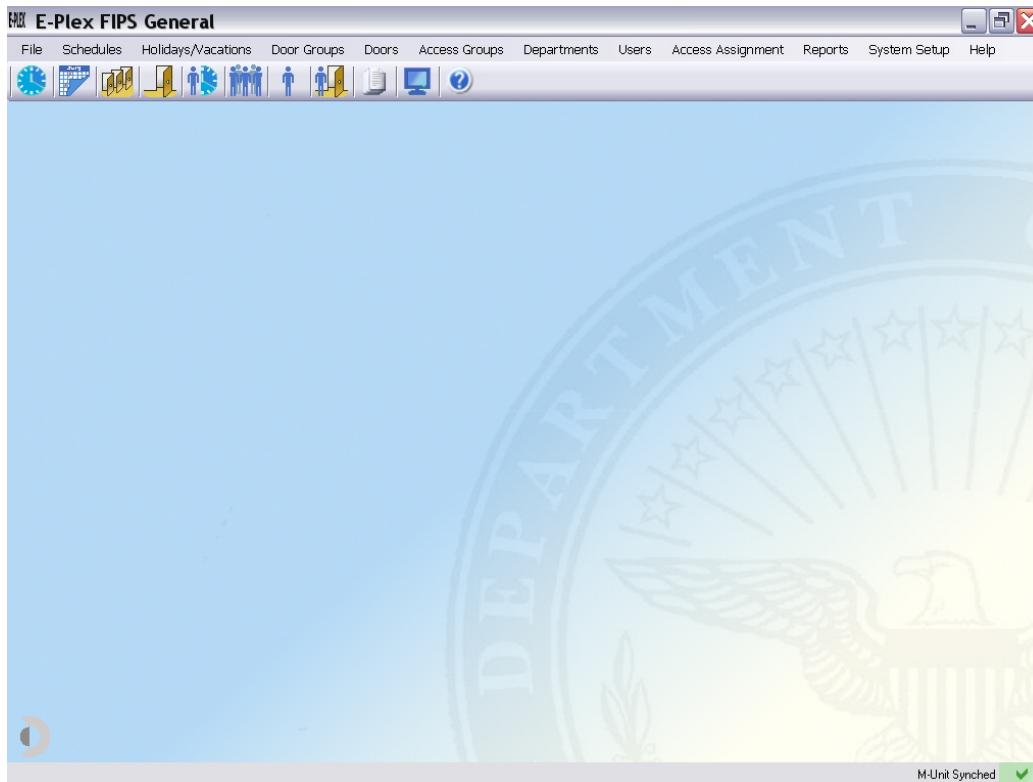 E-PLEX E-Plex FIPS General
File Schedules Holidays/Vacations Door Groups Doors Access Groups Departments Users Access Assignment Reports System Setup Help
DEPARTMENT
M-Unit Synched